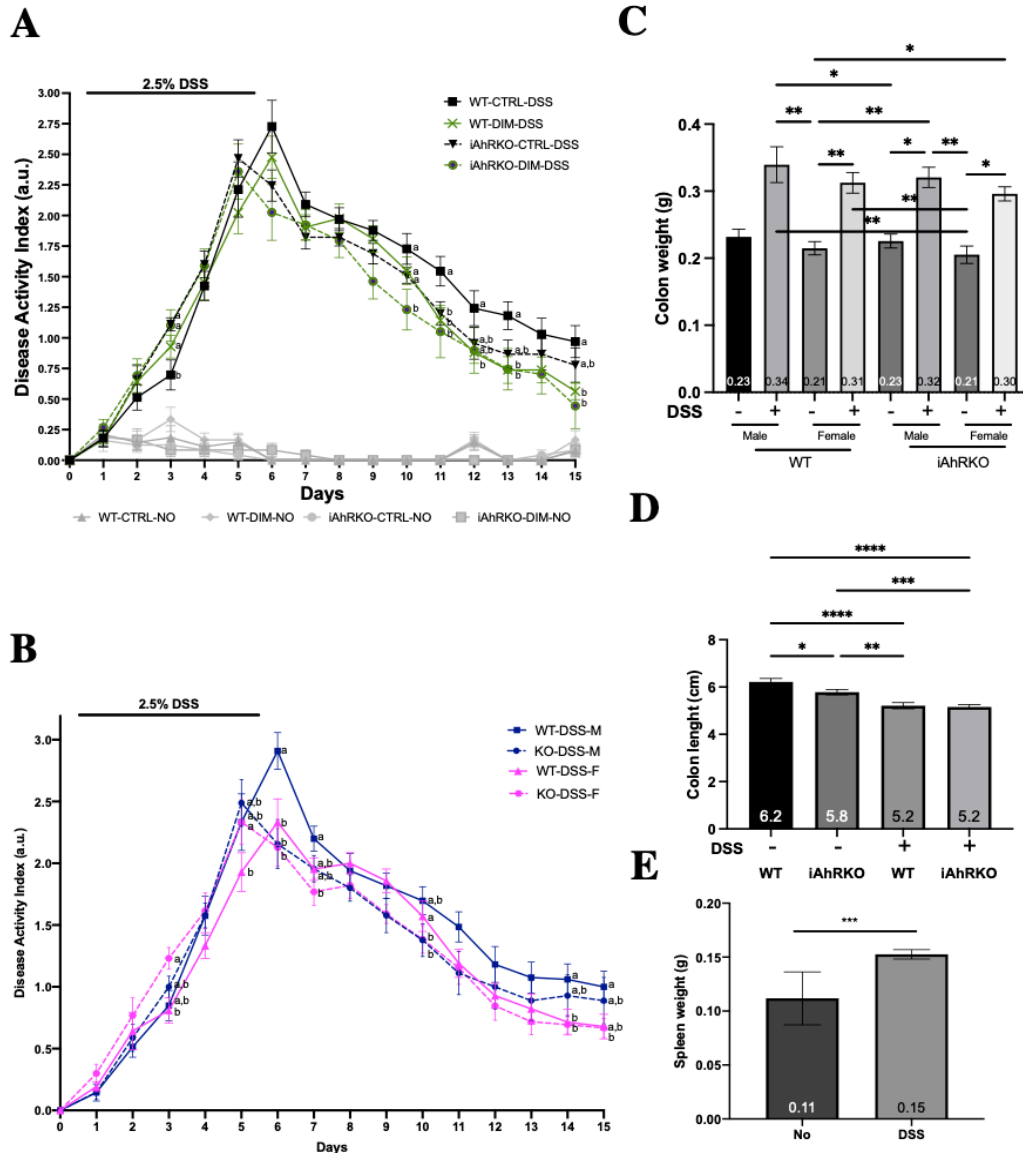 A
2.5% DSS
3.00
2.75
2.50
2.25
2.00
1.75
1.50
1.25
1.00
0.75
0.50
0.25
0.00
Disease Activity Index (a.u.)
WT-CTRL-DSS
WT-DIM-DSS
iAhRKO-CTRL-DSS
iAhRKO-DIM-DSS
a
a
a
b
a
a
a
b
a
b
b
b
a
a,b
a,b
b
a
a,b
b
b
a
a,b
b
b
0 1 2 3 4 5 6 7 8 9 10 11 12 13 14 15
Days
WT-CTRL-NO WT-DIM-NO iAhRKO-CTRL-NO iAhRKO-DIM-NO
B
2.5% DSS
3.0
2.5
2.0
1.5
1.0
0.5
0.0
Disease Activity Index (a.u.)
WT-DSS-M
KO-DSS-M
WT-DSS-F
KO-DSS-F
a
a,b
a,b
b
a,b
a,b
a
b
a
b
b
b
a
a,b
a,b
b
a,b
a
b
b
a
a,b
b
b
a
a,b
a,b
b
0 1 2 3 4 5 6 7 8 9 10 11 12 13 14 15
Days
C
*
*
** **
** * **
*
**
**
0.4
0.3
0.2
0.1
0.0
Colon weight (g)
0.23 0.34 0.21 0.31 0.23 0.32 0.21 0.30
DSS - + - + - + - +
Male Female Male Female
WT iAhRKO
D
****
***
****
* **
8
6
4
2
0
Colon lenght (cm)
6.2 5.8 5.2 5.2
DSS - - + +
WT iAhRKO WT iAhRKO
E
***
0.20
0.15
0.10
0.05
0.00
Spleen weight (g)
0.11 0.15
No DSS